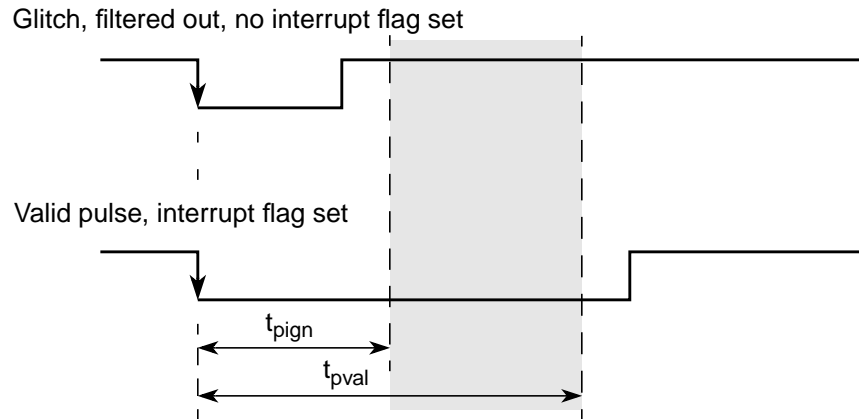 Glitch, filtered out, no interrupt flag set
Valid pulse, interrupt flag set
tpign
tpval